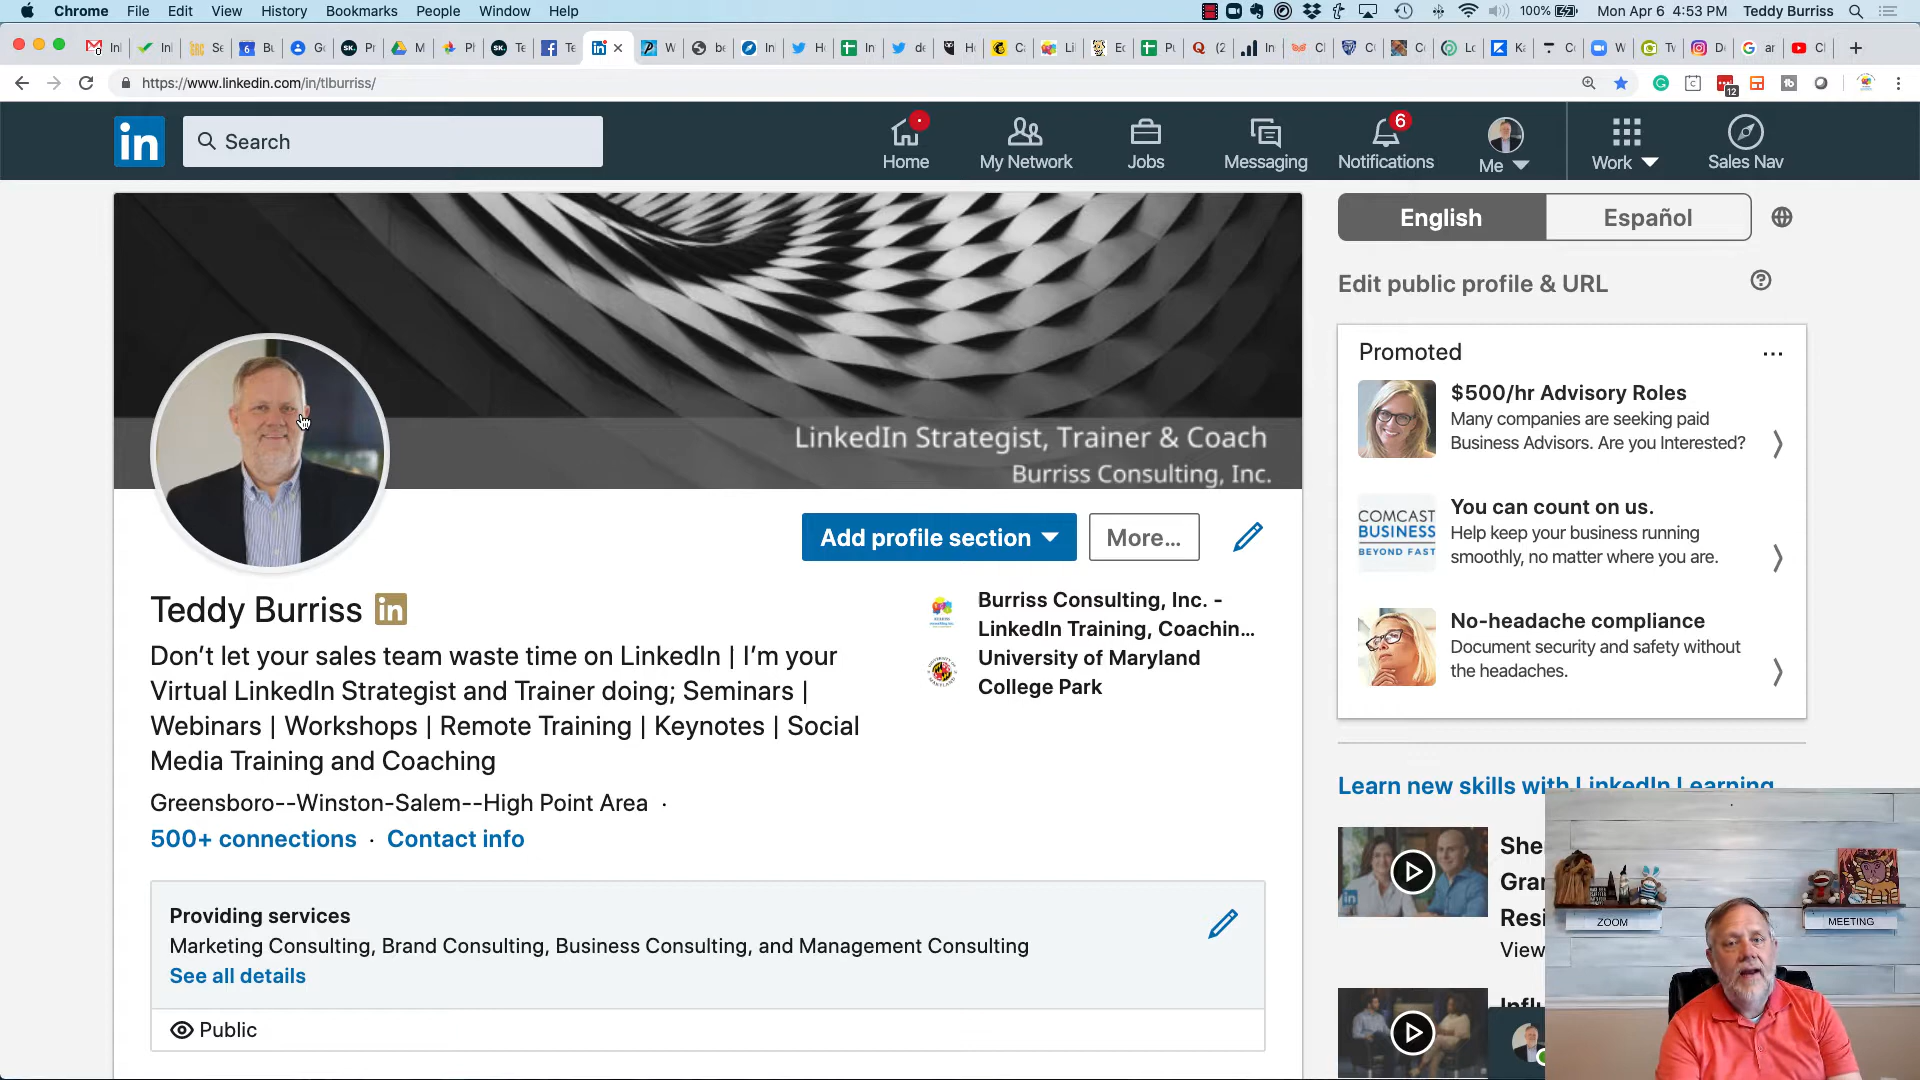 Chrome File Edit View History Bookmarks People Window Help
100% Mon Apr 6 4:53 PM Teddy Burriss
https://www.linkedin.com/in/tlburriss/
12
in Search
Home
My Network
Jobs
Messaging
6
Notifications
Me
Work
Sales Nav
LinkedIn Strategist, Trainer & Coach
Burriss Consulting, Inc.
Add profile section
More...
Teddy Burriss in
Don’t let your sales team waste time on LinkedIn | I’m your
Virtual LinkedIn Strategist and Trainer doing; Seminars |
Webinars | Workshops | Remote Training | Keynotes | Social
Media Training and Coaching
Greensboro--Winston-Salem--High Point Area ·
500+ connections · Contact info
Burriss Consulting, Inc. -
LinkedIn Training, Coachin...
University of Maryland
College Park
Providing services
Marketing Consulting, Brand Consulting, Business Consulting, and Management Consulting
See all details
Public
English Español
Edit public profile & URL
Promoted
$500/hr Advisory Roles
Many companies are seeking paid
Business Advisors. Are you Interested?
COMCAST
BUSINESS
BEYOND FAST
You can count on us.
Help keep your business running
smoothly, no matter where you are.
No-headache compliance
Document security and safety without
the headaches.
Learn new skills with LinkedIn Learning
She
Gran
Resi
View
Influ
ZOOM
MEETING